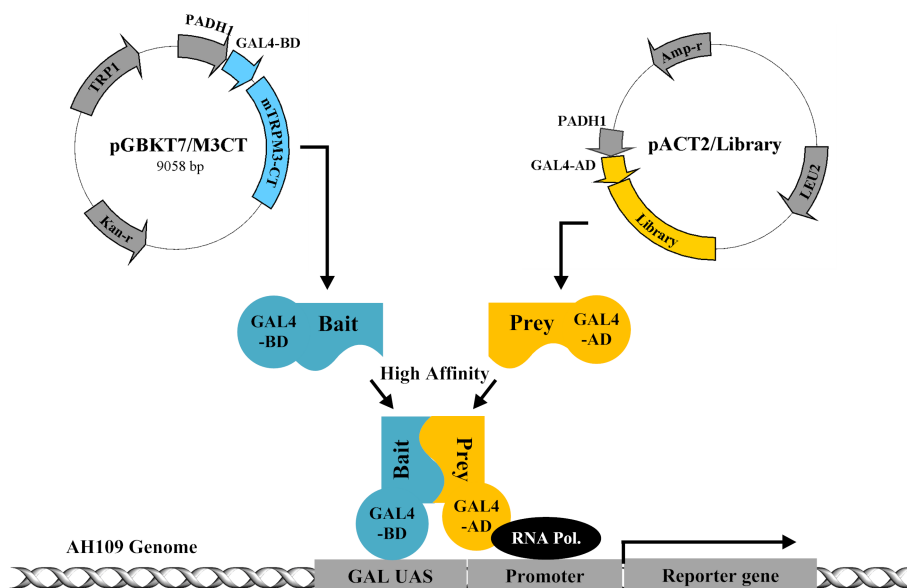 PADH1
GAL4-BD
TRP1
mTRPM3-CT
pGBKT7/M3CT
9058 bp
Kan-r
Amp-r
PADH1
pACT2/Library
GAL4-AD
LEU2
Library
GAL4
-BD
Bait
Prey
GAL4
-AD
High Affinity
Bait
Prey
GAL4
-BD
GAL4
-AD
RNA Pol.
AH109 Genome
GAL UAS
Promoter
Reporter gene